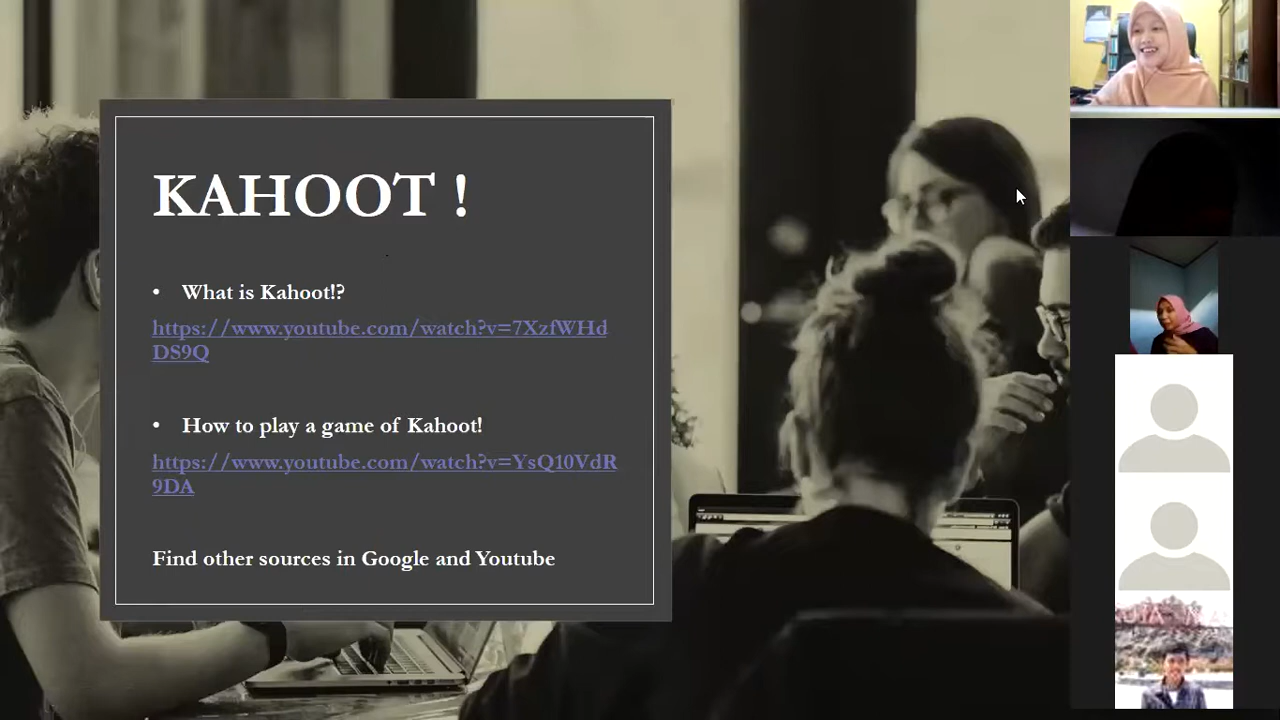 KAHOOT !
• What is Kahoot!?
https://www.youtube.com/watch?v=7XzfWHd
DS9Q
• How to play a game of Kahoot!
https://www.youtube.com/watch?v=YsQ10VdR
9DA
Find other sources in Google and Youtube